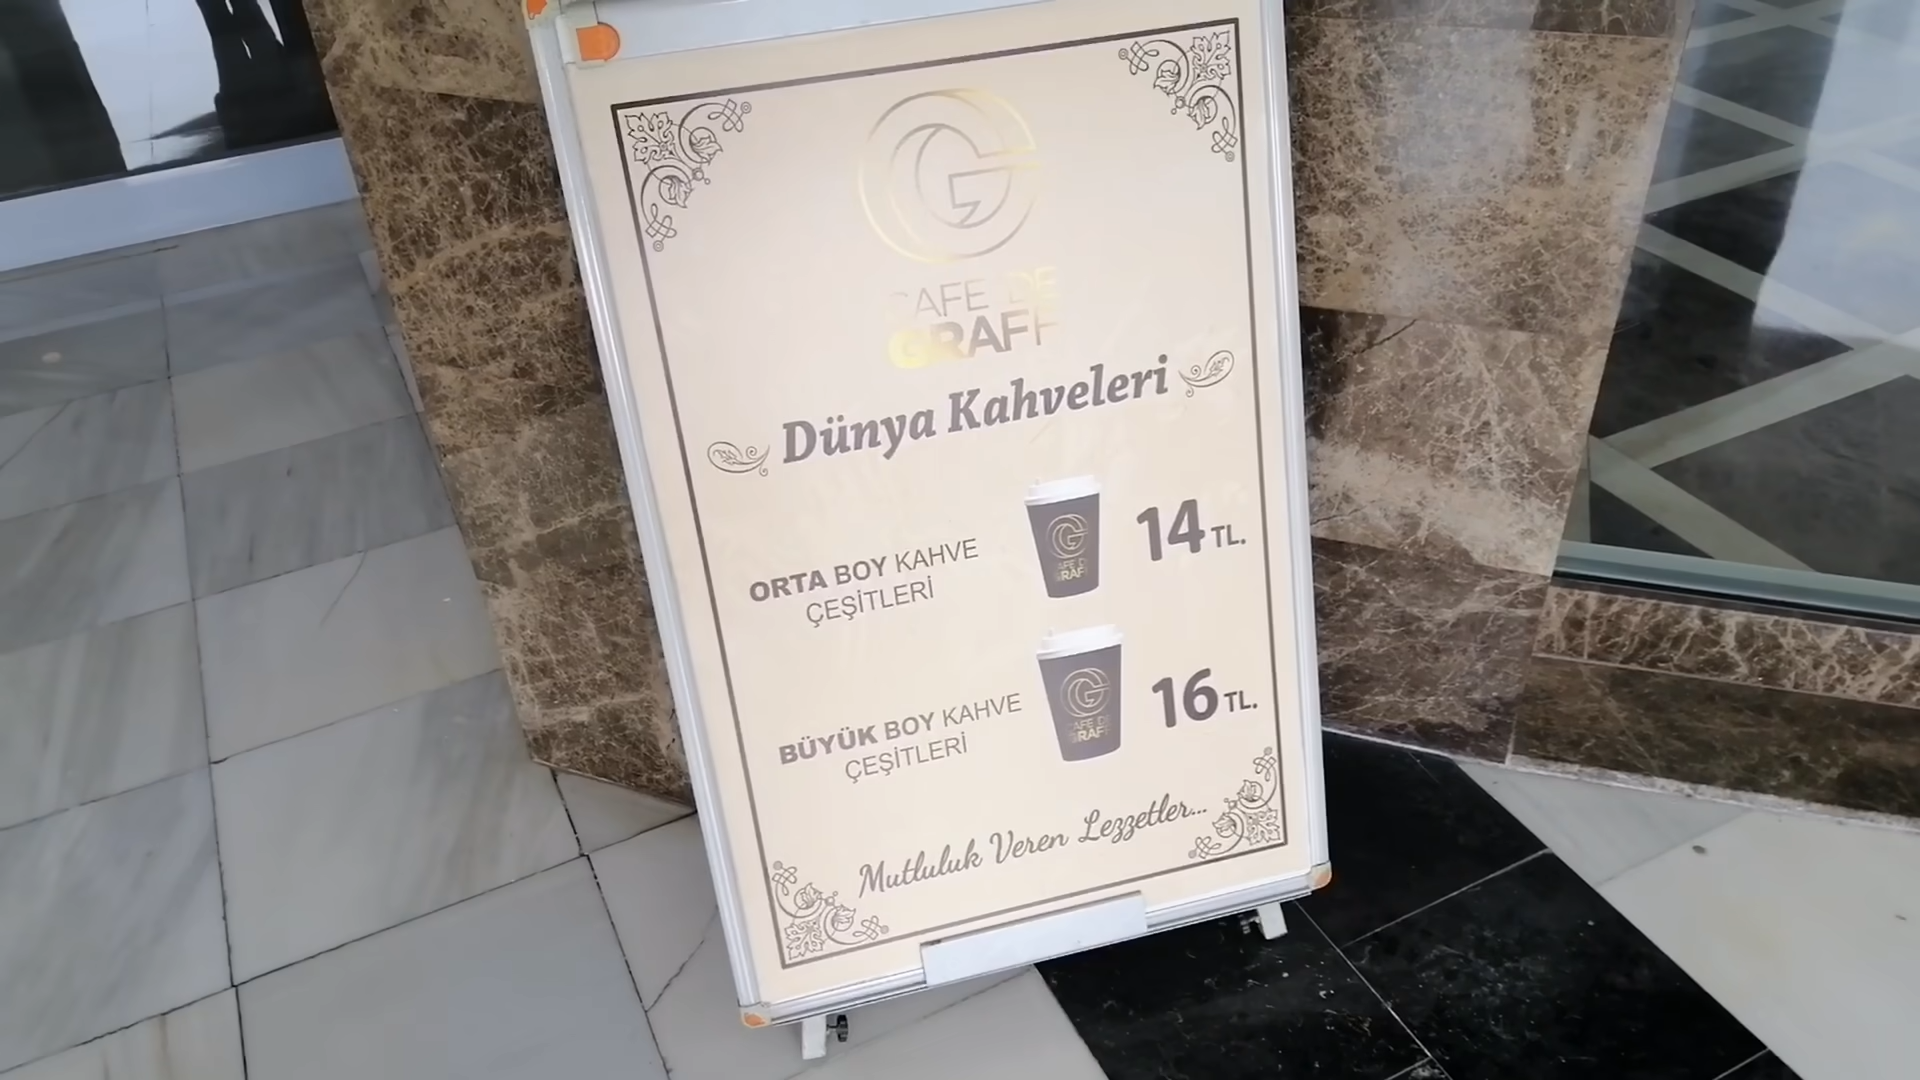 CAFE DE
GRAFF
Dünya Kahveleri
ORTA BOY KAHVE
ÇEŞİTLERİ
14 TL.
BÜYÜK BOY KAHVE
ÇEŞİTLERİ
16 TL.
Mutluluk Veren Lezzetler...